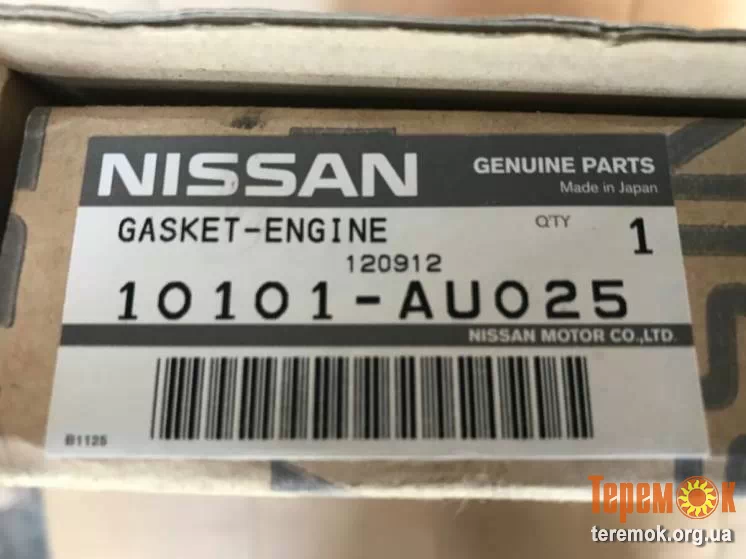 NISSAN
GENUINE PARTS
Made in Japan
GASKET-ENGINE
Q'TY
1
120912
10101-AU025
NISSAN MOTOR CO.,LTD.
B1125
Теремок
teremok.org.ua